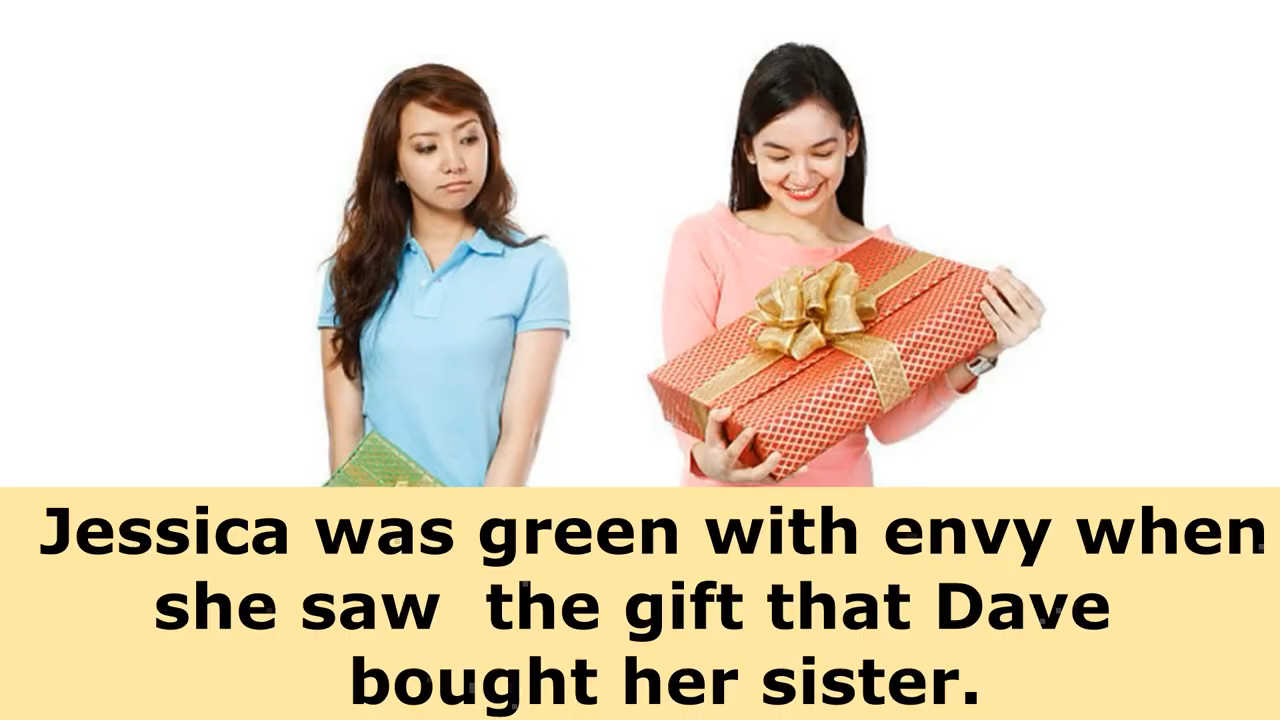 Jessica was green with envy when
she saw the gift that Dave
bought her sister.